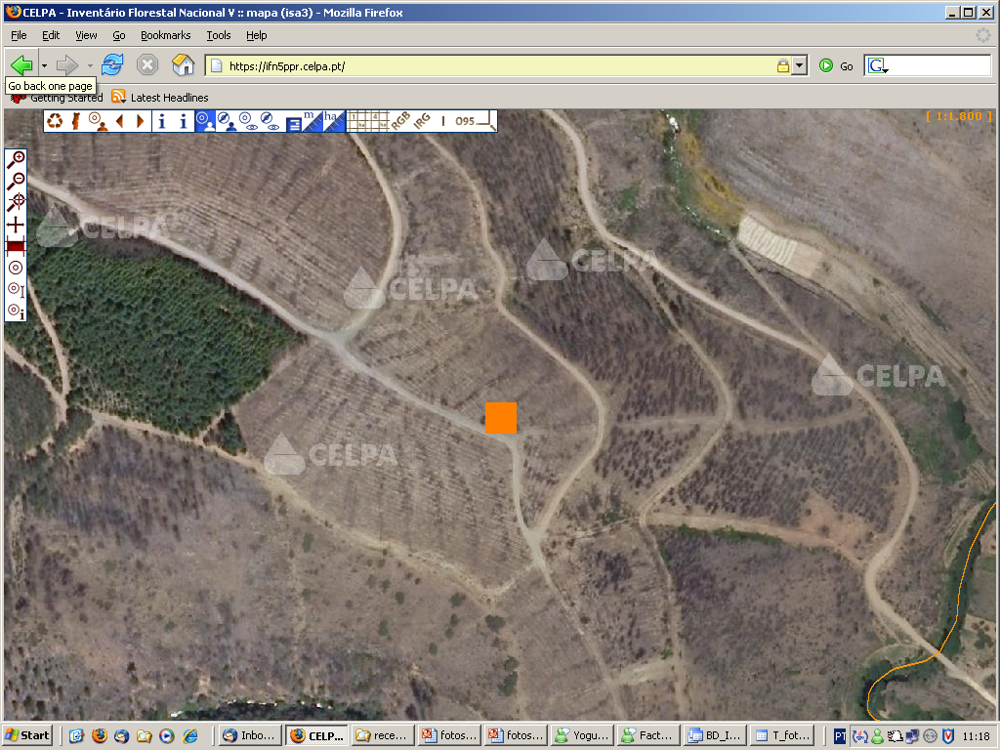 CELPA - Inventário Florestal Nacional V :: mapa (isa3) - Mozilla Firefox
File Edit View Go Bookmarks Tools Help
https://ifn5ppr.celpa.pt/
Go
G
Go back one page
Getting Started Latest Headlines
m ha RGB IRG I O95
[ 1:1.800 ]
CELPA
CELPA
CELPA
CELPA
CELPA
Start Inbo... CELP... rece... fotos... fotos... Yogu... Fact... BD_I... T_fot... PT 11:18